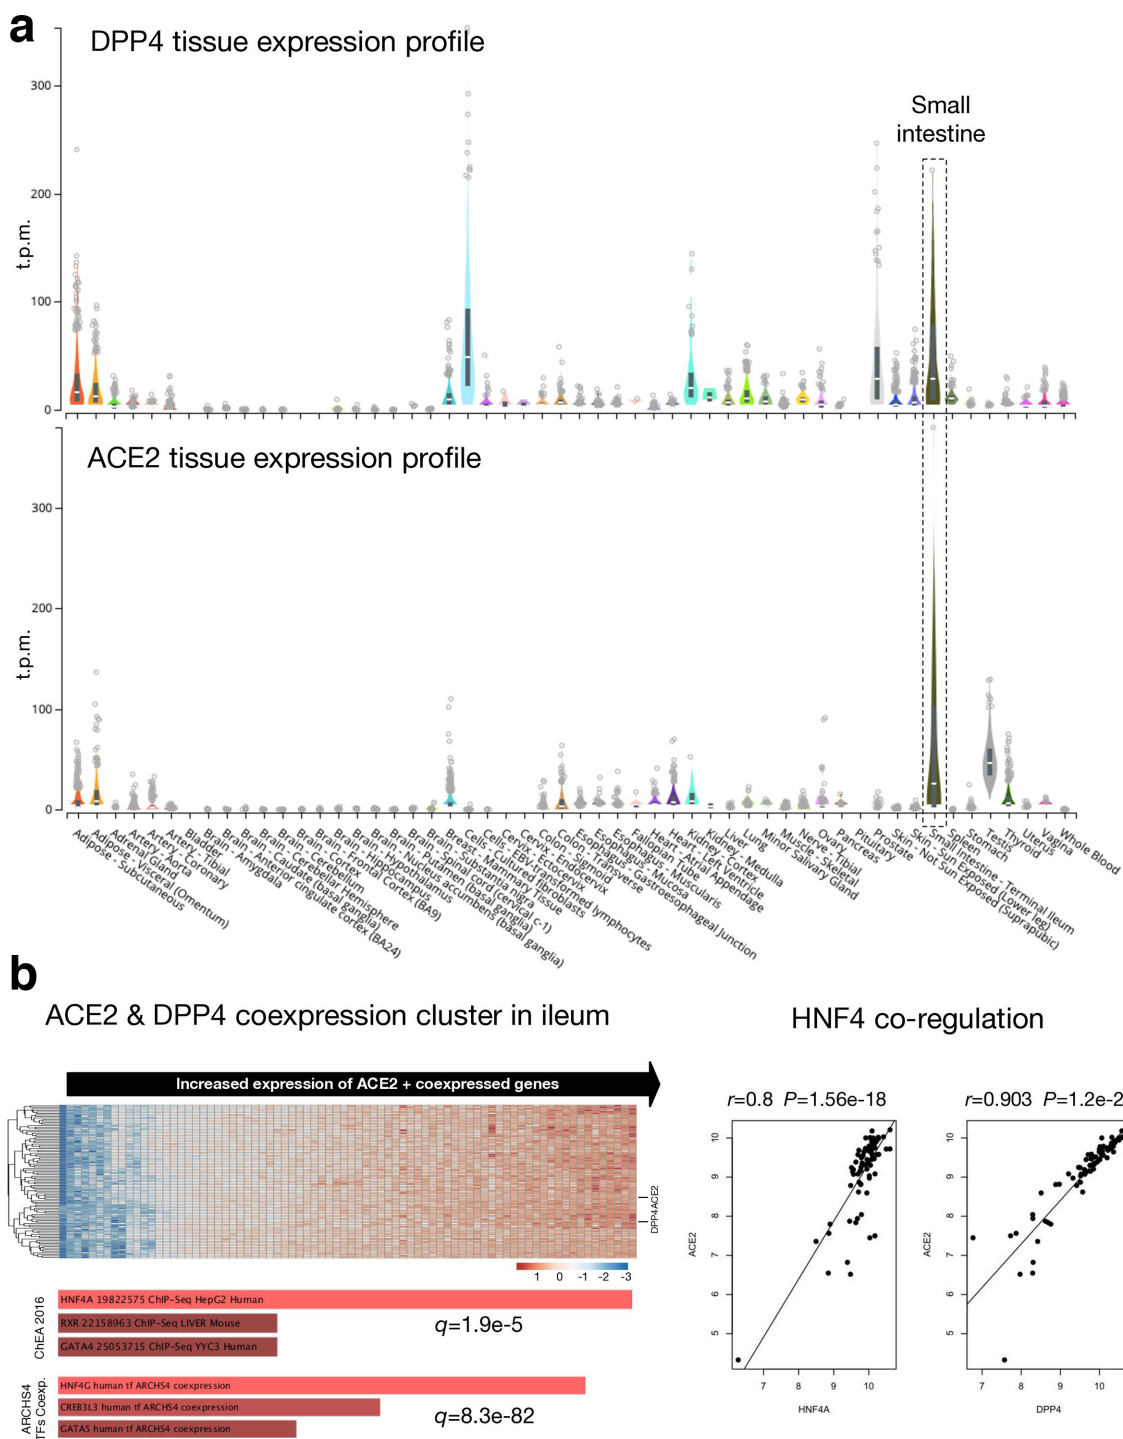 a
DPP4 tissue expression profile
Small
intestine
300
200
100
0
t.p.m.
ACE2 tissue expression profile
300
200
100
0
t.p.m.
Adipose - Subcutaneous
Adipose - Visceral (Omentum)
Adrenal Gland
Artery - Aorta
Artery - Coronary
Artery - Tibial
Bladder
Brain - Amygdala
Brain - Anterior cingulate cortex (BA24)
Brain - Caudate (basal ganglia)
Brain - Cerebellar Hemisphere
Brain - Cerebellum
Brain - Cortex
Brain - Frontal Cortex (BA9)
Brain - Hippocampus
Brain - Hypothalamus
Brain - Nucleus accumbens (basal ganglia)
Brain - Putamen (basal ganglia)
Brain - Spinal cord (cervical c-1)
Brain - Substantia nigra
Breast - Mammary Tissue
Cells - Cultured fibroblasts
Cells - EBV-transformed lymphocytes
Cervix - Ectocervix
Cervix - Endocervix
Colon - Sigmoid
Colon - Transverse
Esophagus - Gastroesophageal Junction
Esophagus - Mucosa
Esophagus - Muscularis
Fallopian Tube
Heart - Atrial Appendage
Heart - Left Ventricle
Kidney - Cortex
Kidney - Medulla
Liver
Lung
Minor Salivary Gland
Muscle - Skeletal
Nerve - Tibial
Ovary
Pancreas
Pituitary
Prostate
Skin - Not Sun Exposed (Suprapubic)
Skin - Sun Exposed (Lower leg)
Small Intestine - Terminal Ileum
Spleen
Stomach
Testis
Thyroid
Uterus
Vagina
Whole Blood
b
ACE2 & DPP4 coexpression cluster in ileum
Increased expression of ACE2 + coexpressed genes
DPP4 ACE2
1 0 -1 -2 -3
ChEA 2016
HNF4A 19822575 ChIP-Seq HepG2 Human
RXR 22158963 ChIP-Seq LIVER Mouse
GATA4 25053715 ChIP-Seq YYC3 Human
q=1.9e-5
ARCHS4
TFs Coexp.
HNF4G human tf ARCHS4 coexpression
CREB3L3 human tf ARCHS4 coexpression
GATA5 human tf ARCHS4 coexpression
q=8.3e-82
HNF4 co-regulation
r=0.8 P=1.56e-18
10
9
8
7
6
5
ACE2
7 8 9 10
HNF4A
r=0.903 P=1.2e-2
10
9
8
7
6
5
ACE2
7 8 9 10
DPP4